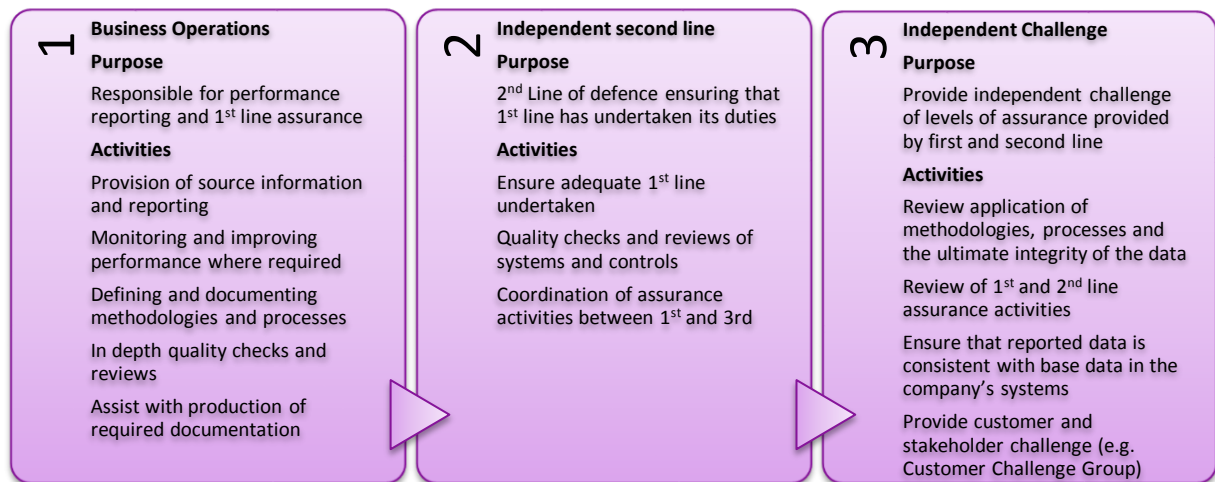 1
Business Operations
Purpose
Responsible for performance
reporting and 1st line assurance
Activities
Provision of source information
and reporting
Monitoring and improving
performance where required
Defining and documenting
methodologies and processes
In depth quality checks and
reviews
Assist with production of
required documentation
2
Independent second line
Purpose
2nd Line of defence ensuring that
1st line has undertaken its duties
Activities
Ensure adequate 1st line
undertaken
Quality checks and reviews of
systems and controls
Coordination of assurance
activities between 1st and 3rd
3
Independent Challenge
Purpose
Provide independent challenge
of levels of assurance provided
by first and second line
Activities
Review application of
methodologies, processes and
the ultimate integrity of the data
Review of 1st and 2nd line
assurance activities
Ensure that reported data is
consistent with base data in the
company's systems
Provide customer and
stakeholder challenge (e.g.
Customer Challenge Group)